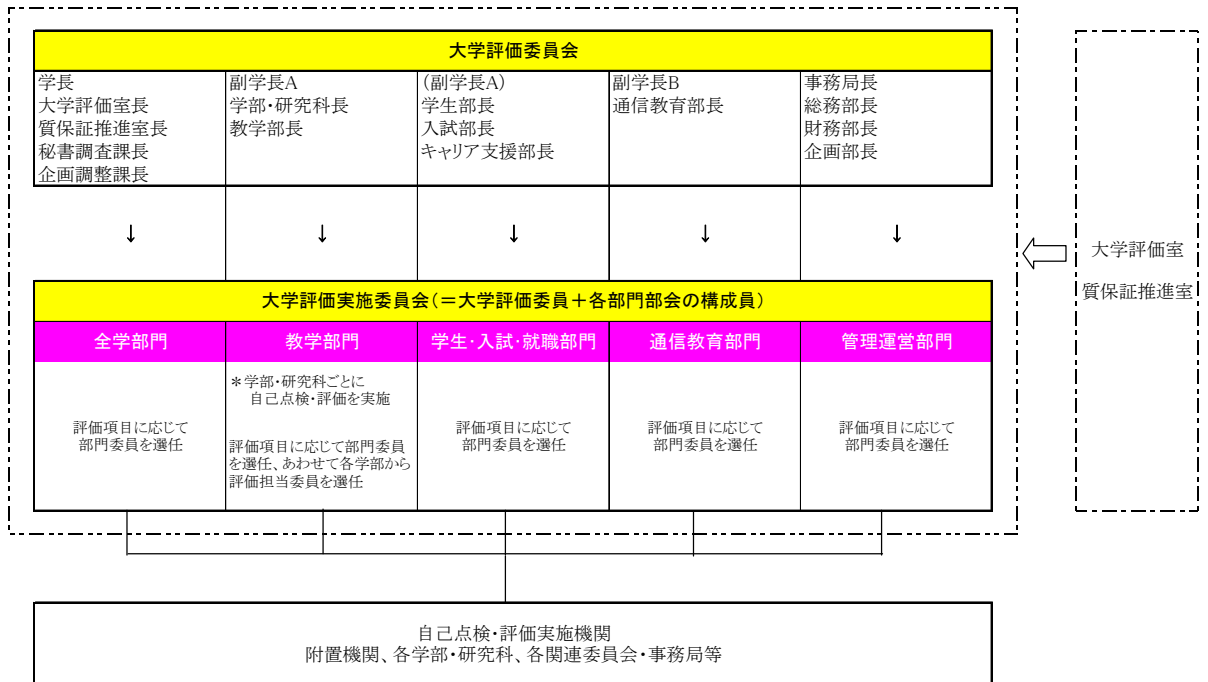 大学評価委員会
学長
大学評価室長
質保証推進室長
秘書調査課長
企画調整課長
副学長A
学部・研究科長
教学部長
(副学長A)
学生部長
入試部長
キャリア支援部長
副学長B
通信教育部長
事務局長
総務部長
財務部長
企画部長
↓ ↓ ↓ ↓ ↓
大学評価室
質保証推進室
大学評価実施委員会(=大学評価委員+各部門部会の構成員)
全学部門
評価項目に応じて
部門委員を選任
教学部門
*学部・研究科ごとに
自己点検・評価を実施
評価項目に応じて部門委員
を選任、あわせて各学部から
評価担当委員を選任
学生・入試・就職部門
評価項目に応じて
部門委員を選任
通信教育部門
評価項目に応じて
部門委員を選任
管理運営部門
評価項目に応じて
部門委員を選任
自己点検・評価実施機関
附置機関、各学部・研究科、各関連委員会・事務局等